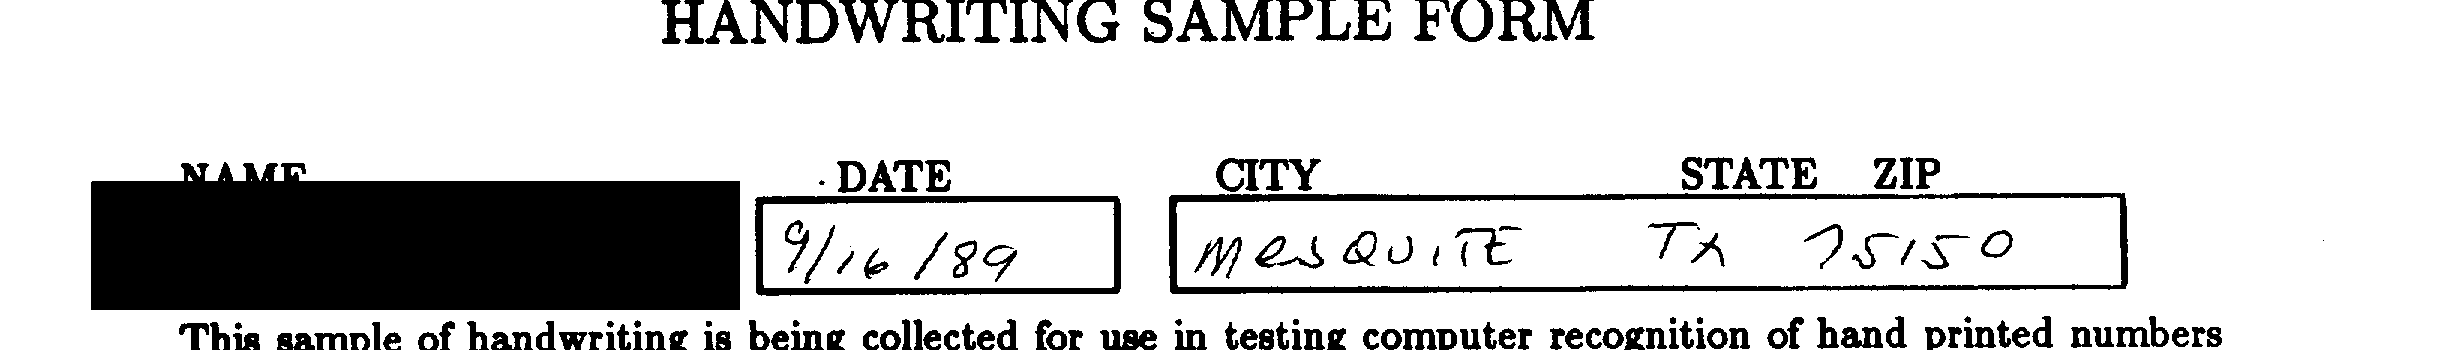 HANDWRITING SAMPLE FORM
NAME DATE CITY STATE ZIP
9/16/89 MESQUITE TX 75150
This sample of handwriting is being collected for use in testing computer recognition of hand printed numbers